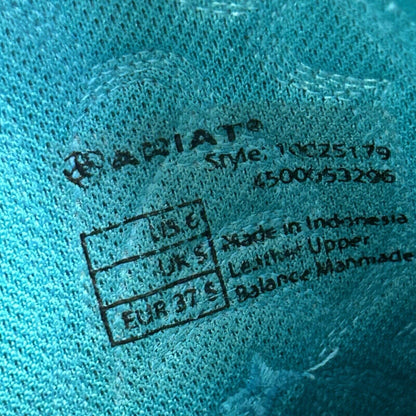 ARIAT®
Style: 10025179
4500053296
US 6
UK 5
EUR 37.5
Made in Indonesia
Leather Upper
Balance Manmade